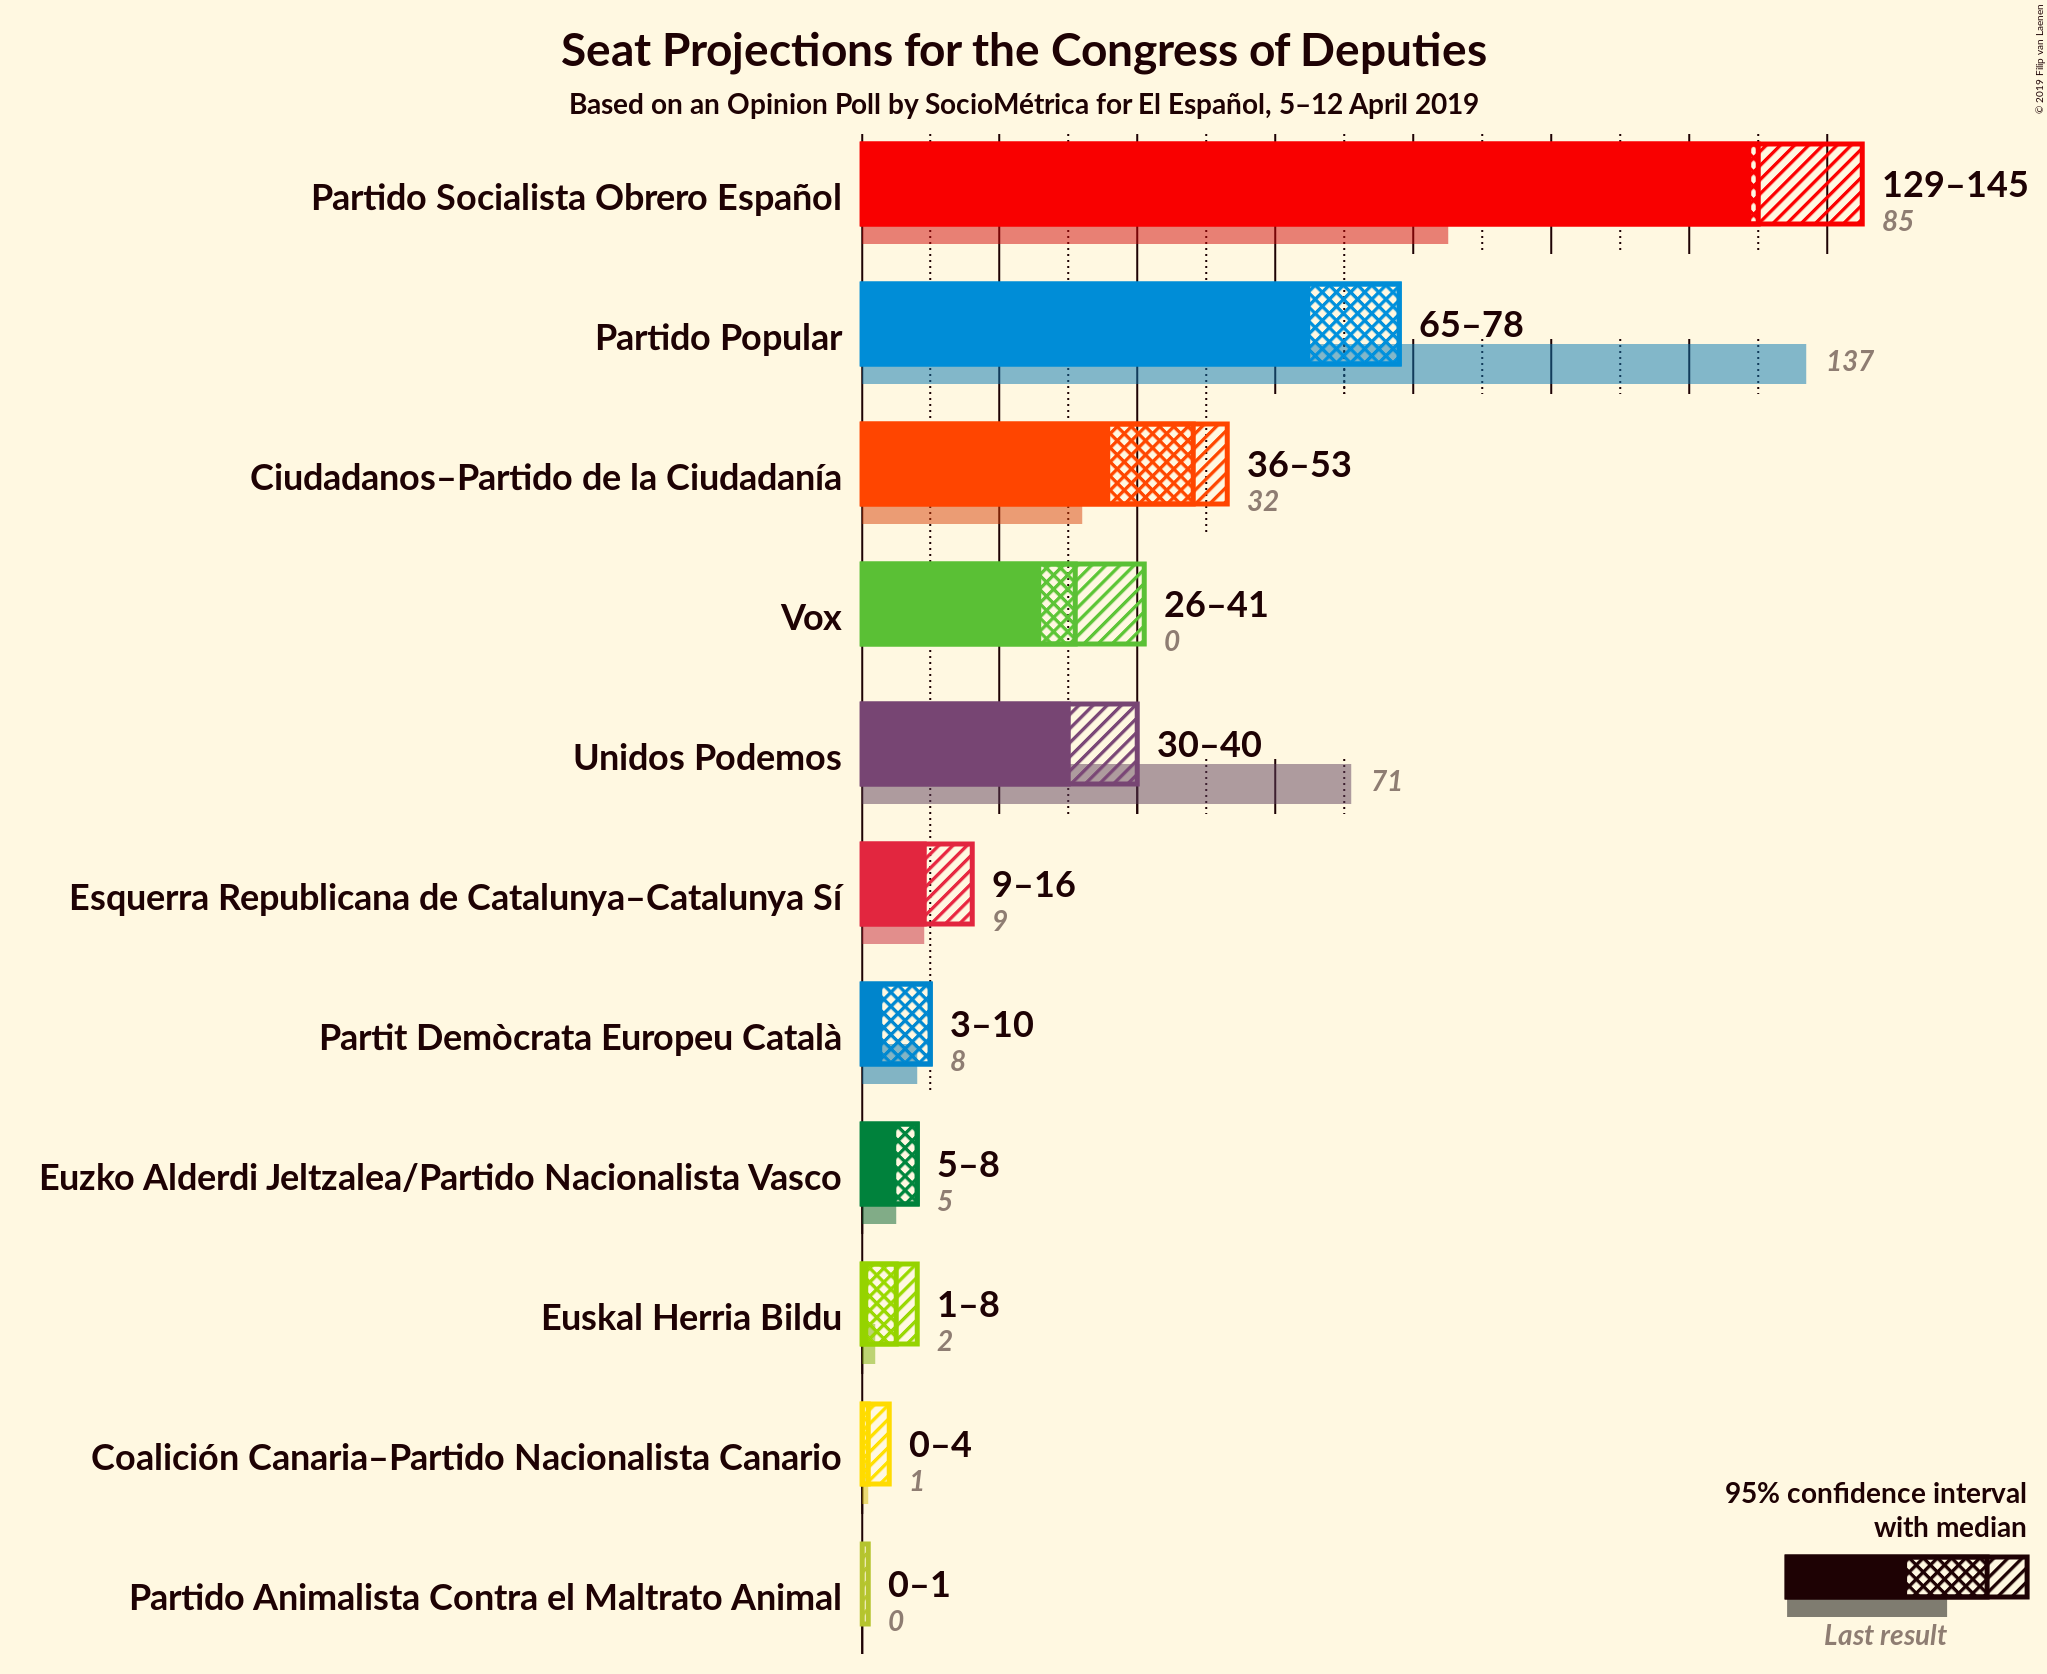 Seat Projections for the Congress of Deputies
Based on an Opinion Poll by SocioMétrica for El Español, 5–12 April 2019
© 2019 Filip van Laenen
Partido Socialista Obrero Español
129–145
85
Partido Popular
65–78
137
Ciudadanos–Partido de la Ciudadanía
36–53
32
Vox
26–41
0
Unidos Podemos
30–40
71
Esquerra Republicana de Catalunya–Catalunya Sí
9–16
9
Partit Demòcrata Europeu Català
3–10
8
Euzko Alderdi Jeltzalea/Partido Nacionalista Vasco
5–8
5
Euskal Herria Bildu
1–8
2
Coalición Canaria–Partido Nacionalista Canario
0–4
1
Partido Animalista Contra el Maltrato Animal
0–1
0
95% confidence interval
with median
Last result